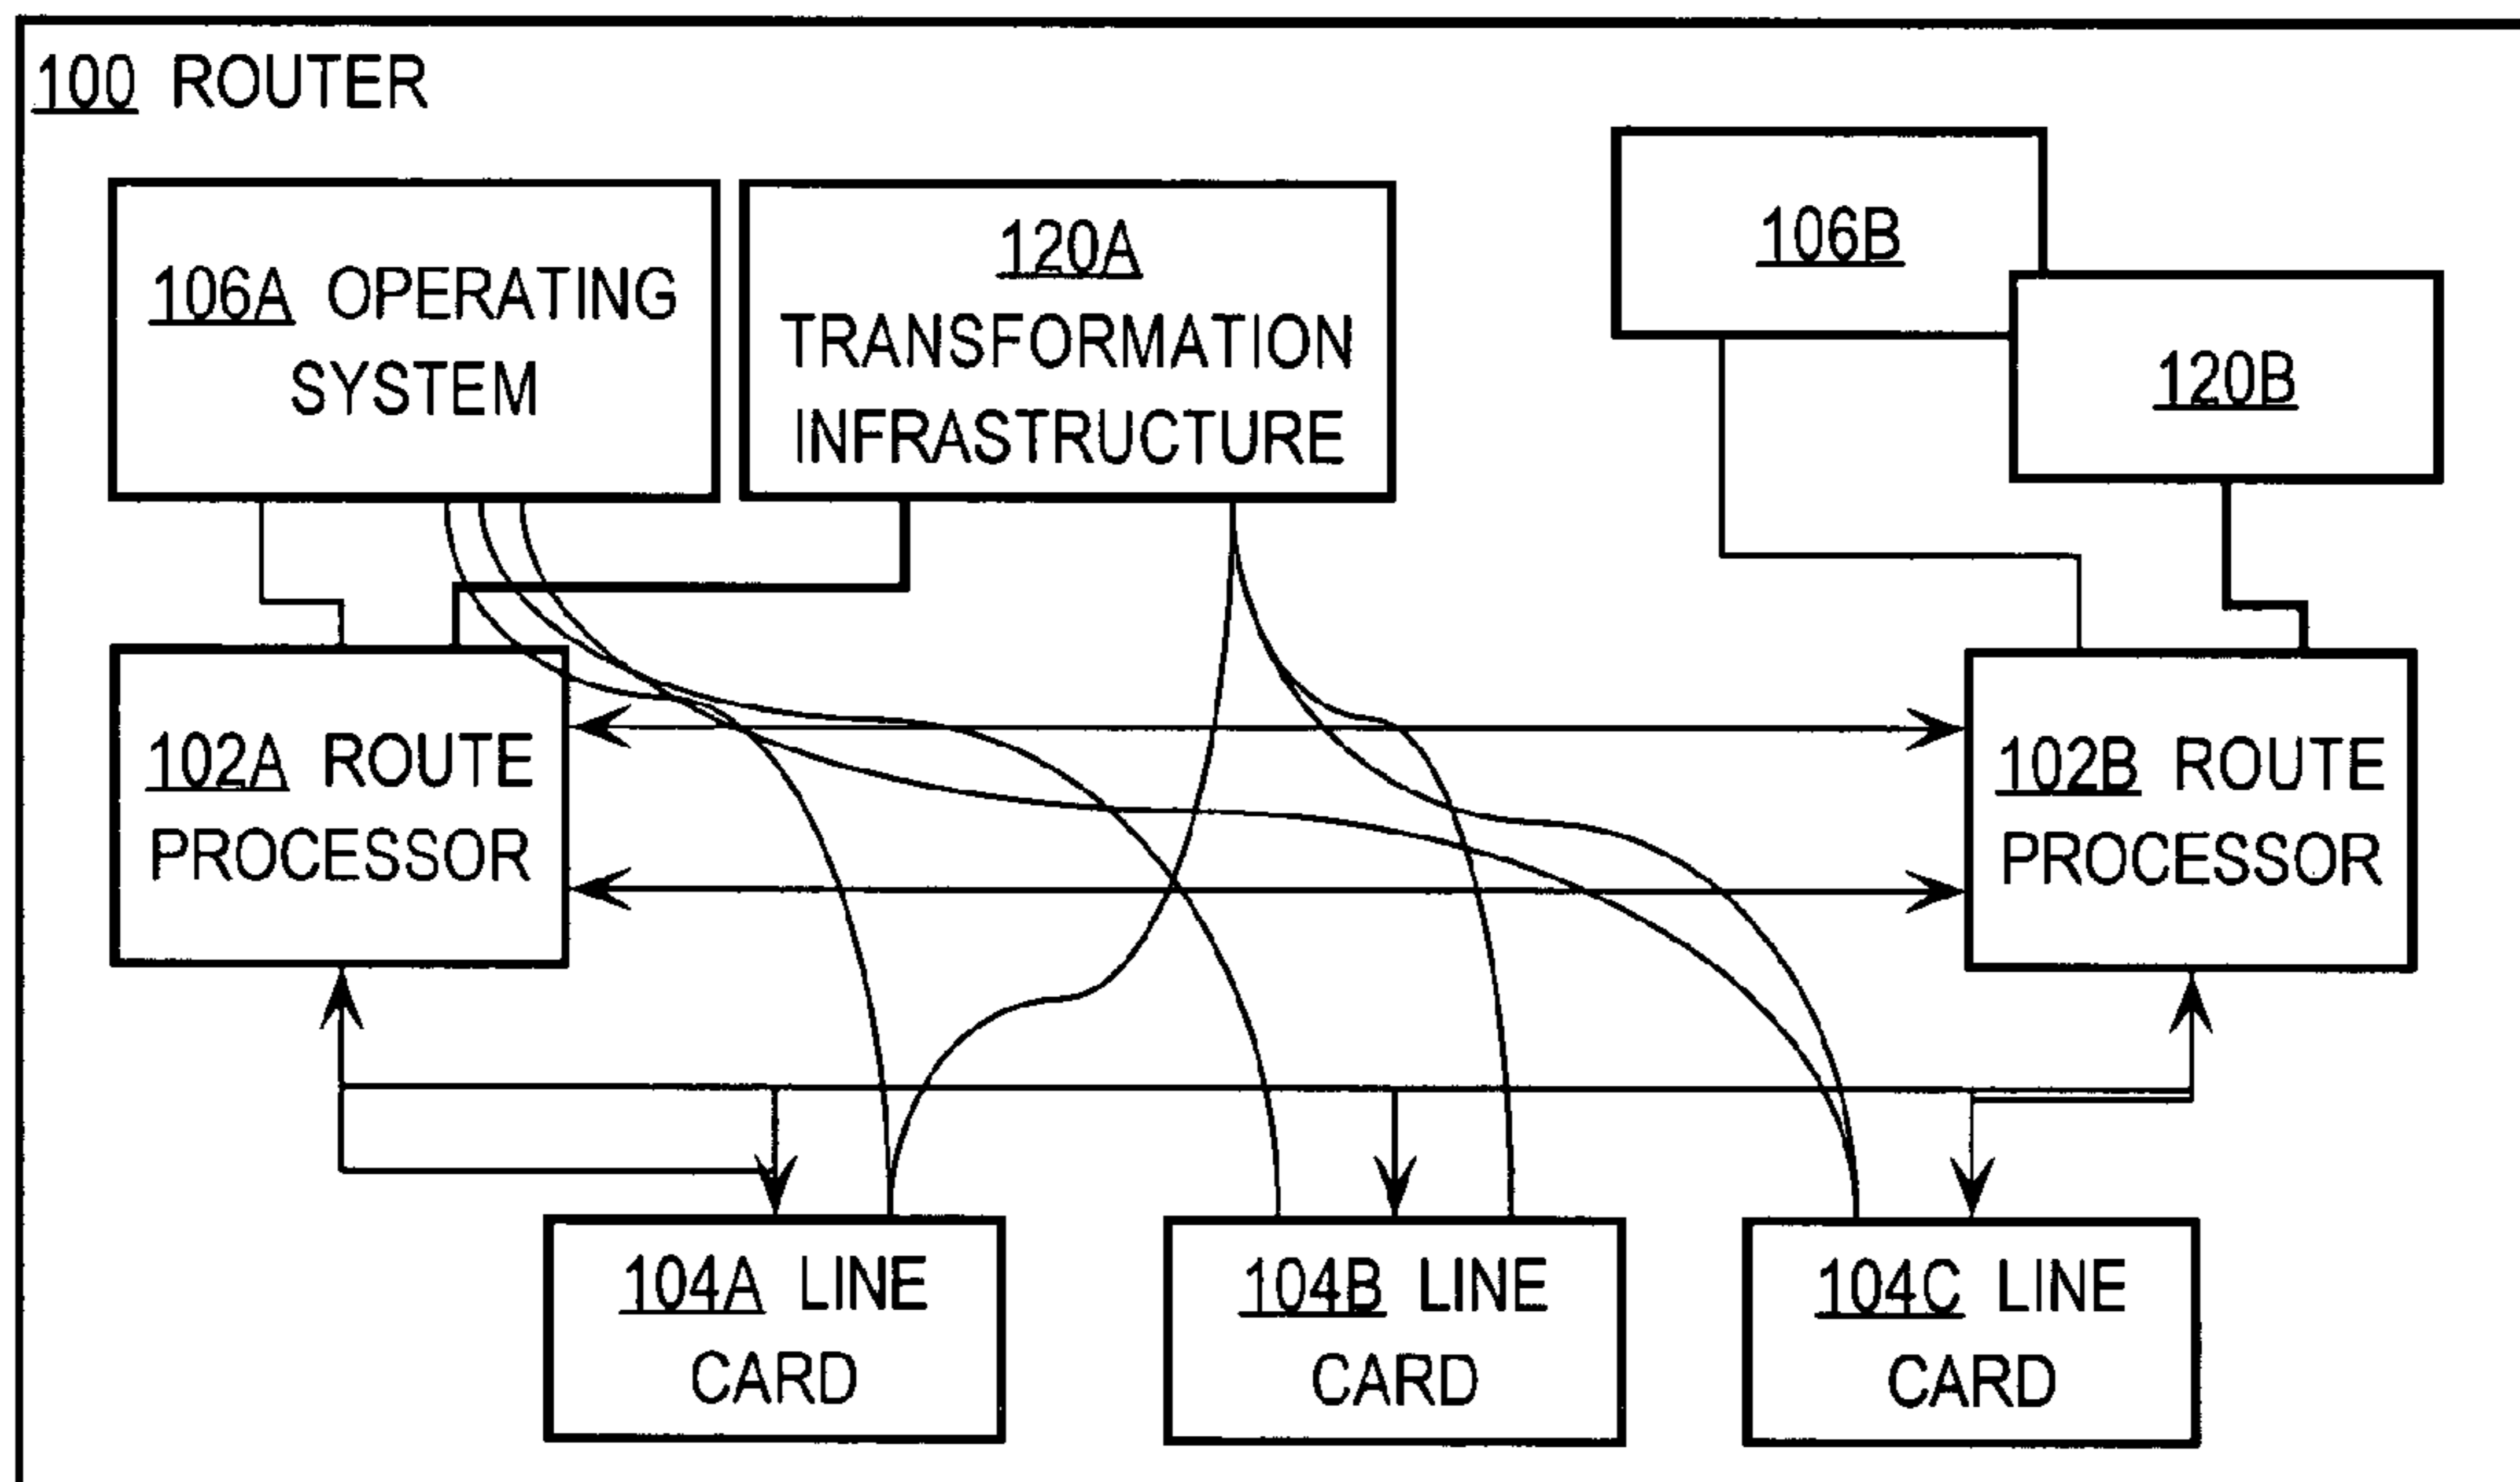 100 ROUTER
106A OPERATING
SYSTEM
120A
TRANSFORMATION
INFRASTRUCTURE
106B
120B
102A ROUTE
PROCESSOR
102B ROUTE
PROCESSOR
104A LINE
CARD
104B LINE
CARD
104C LINE
CARD